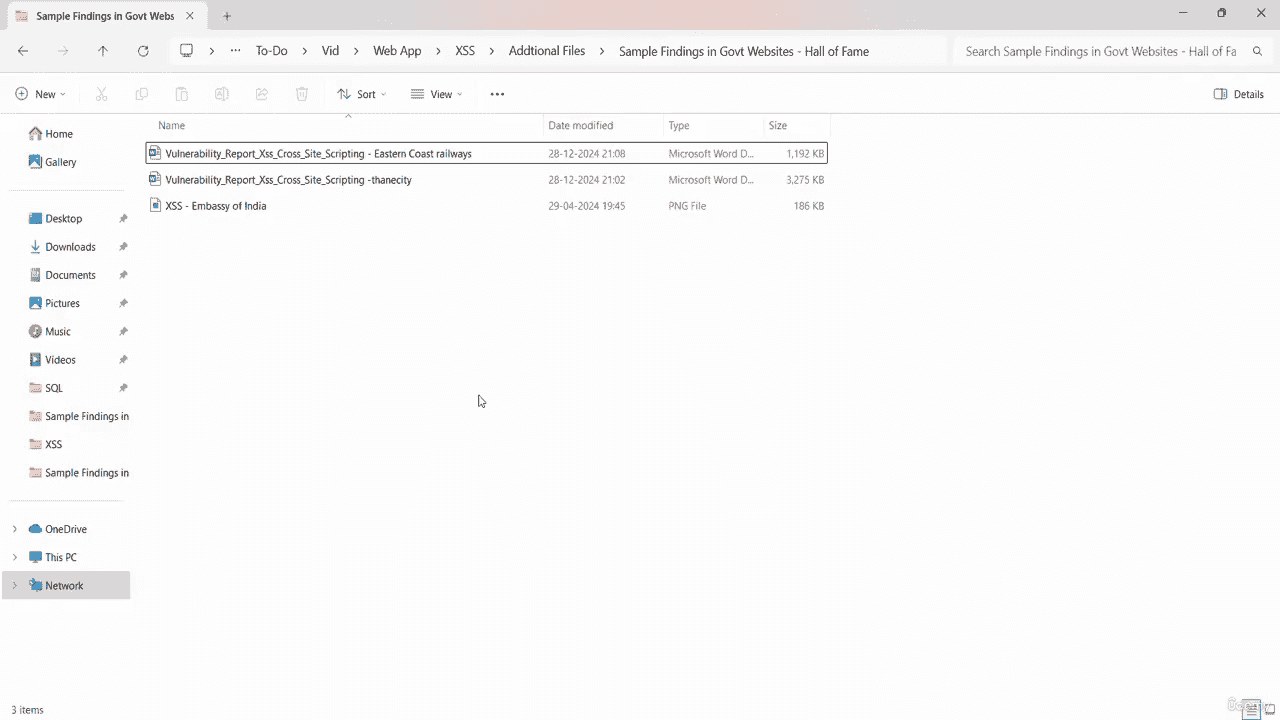 Sample Findings in Govt Webs
To-Do > Vid > Web App > XSS > Addtional Files > Sample Findings in Govt Websites - Hall of Fame
Search Sample Findings in Govt Websites - Hall of Fa
New
Sort
View
Details
Name Date modified Type Size
Vulnerability_Report_Xss_Cross_Site_Scripting - Eastern Coast railways 28-12-2024 21:08 Microsoft Word D... 1,192 KB
Vulnerability_Report_Xss_Cross_Site_Scripting -thanecity 28-12-2024 21:02 Microsoft Word D... 3,275 KB
XSS - Embassy of India 29-04-2024 19:45 PNG File 186 KB
Home
Gallery
Desktop
Downloads
Documents
Pictures
Music
Videos
SQL
Sample Findings in
XSS
Sample Findings in
OneDrive
This PC
Network
3 items